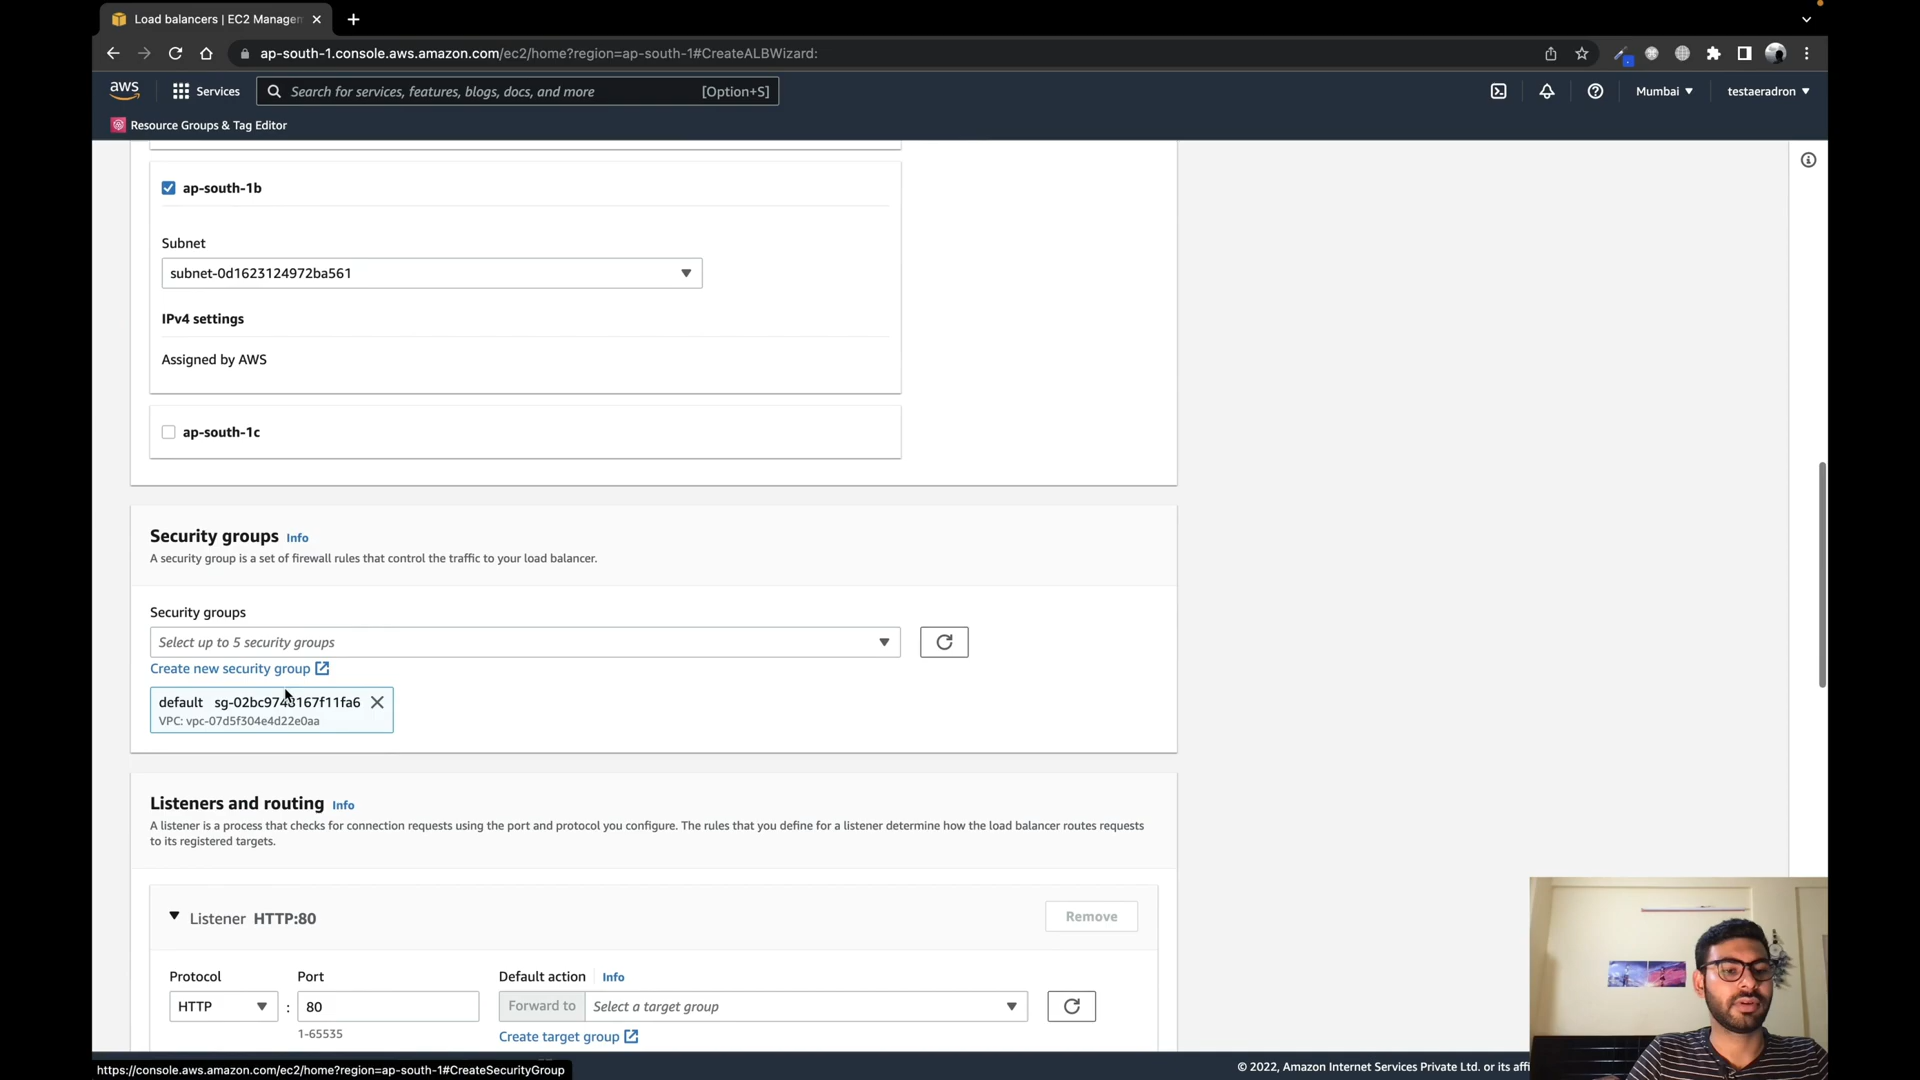 Load balancers | EC2 Managem
ap-south-1.console.aws.amazon.com/ec2/home?region=ap-south-1#CreateALBWizard:
aws
Services
Search for services, features, blogs, docs, and more
[Option+S]
Mumbai
testaeradron
Resource Groups & Tag Editor
ap-south-1b
Subnet
subnet-0d1623124972ba561
IPv4 settings
Assigned by AWS
ap-south-1c
Security groups Info
A security group is a set of firewall rules that control the traffic to your load balancer.
Security groups
Select up to 5 security groups
Create new security group
default
VPC: vpc-07d5f304e4d22e0aa
Listeners and routing Info
A listener is a process that checks for connection requests using the port and protocol you configure. The rules that you define for a listener determine how the load balancer routes requests
to its registered targets.
Listener HTTP:80
Remove
Protocol
Port
Default action
Info
HTTP
:
80
Forward to
Select a target group
1-65535
Create target group
https://console.aws.amazon.com/ec2/home?region=ap-south-1#CreateSecurityGroup
© 2022, Amazon Internet Services Private Ltd. or its affi